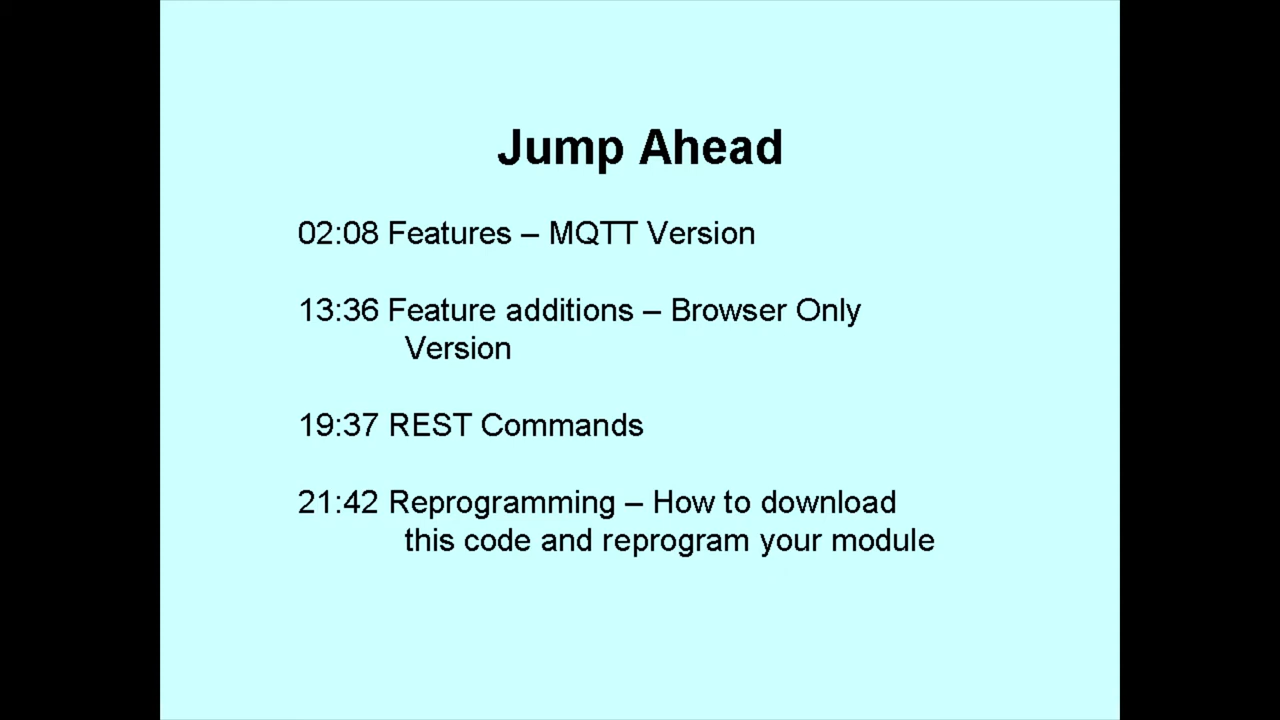 Jump Ahead
02:08 Features – MQTT Version
13:36 Feature additions – Browser Only
Version
19:37 REST Commands
21:42 Reprogramming – How to download
this code and reprogram your module